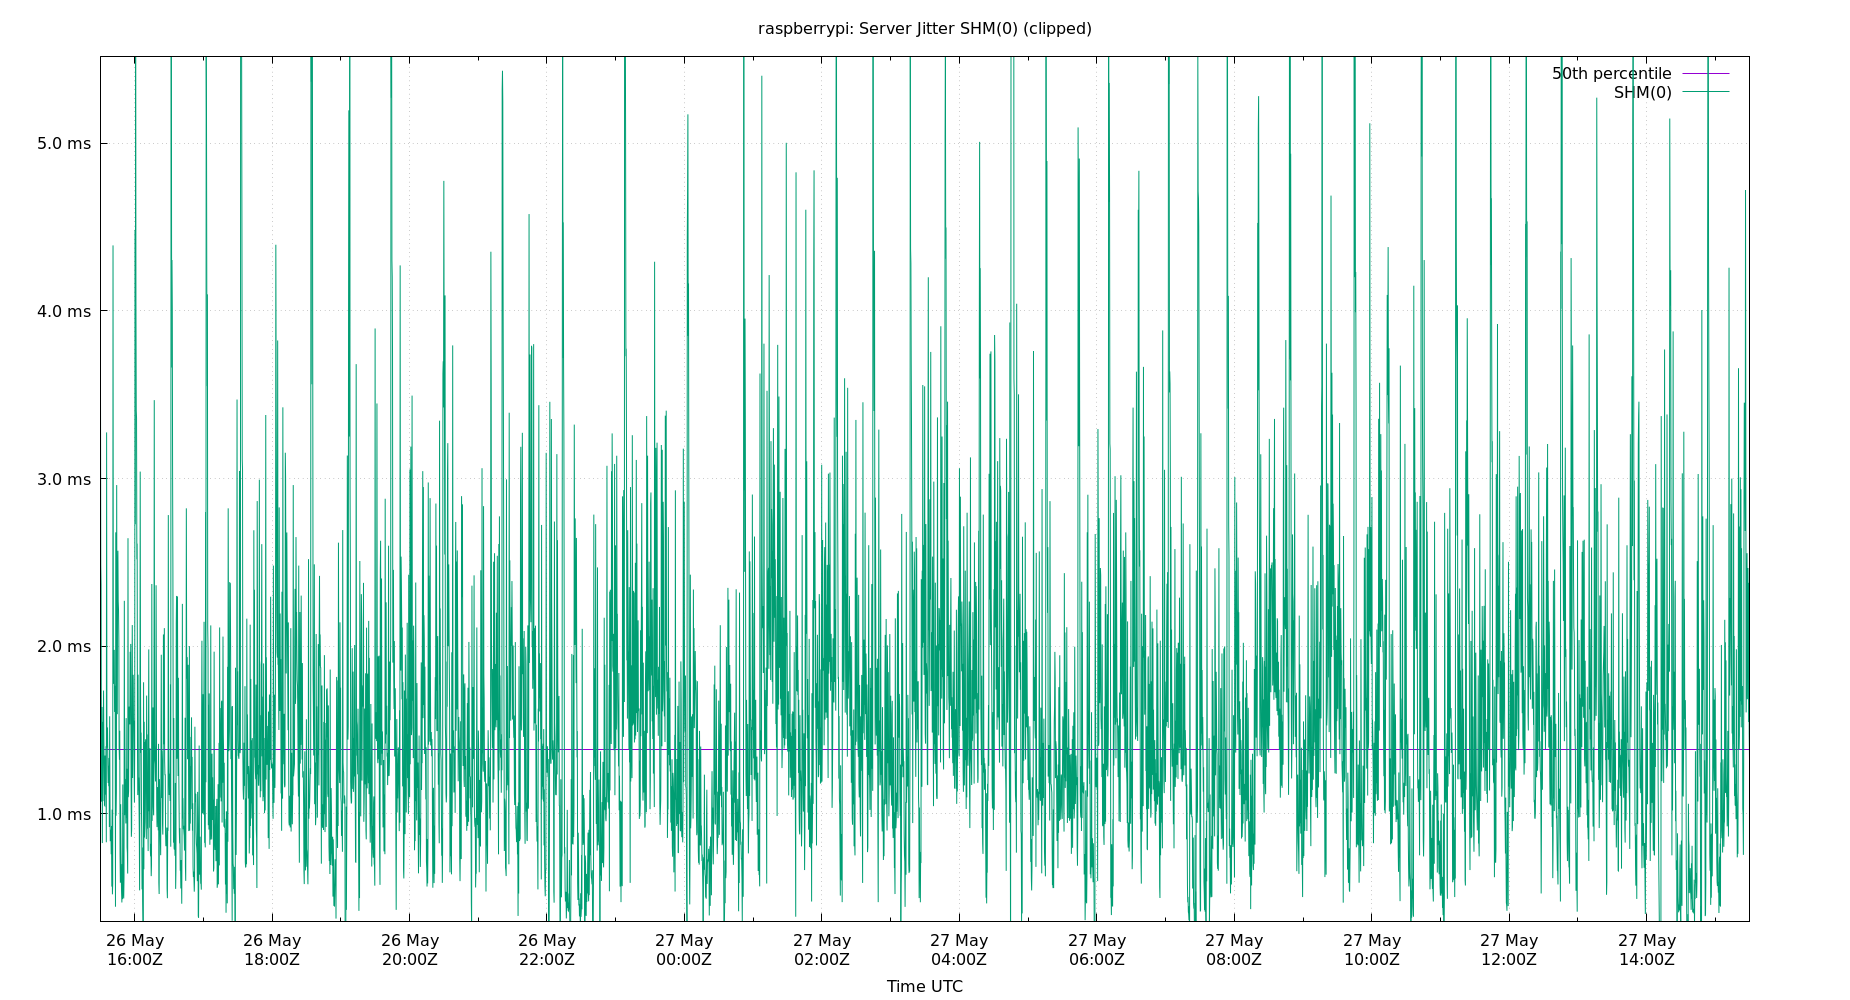 raspberrypi: Server Jitter SHM(0) (clipped)
50th percentile
SHM(0)
5.0 ms
4.0 ms
3.0 ms
2.0 ms
1.0 ms
26 May 26 May 26 May 26 May 27 May 27 May 27 May 27 May 27 May 27 May 27 May 27 May
16:00Z 18:00Z 20:00Z 22:00Z 00:00Z 02:00Z 04:00Z 06:00Z 08:00Z 10:00Z 12:00Z 14:00Z
Time UTC